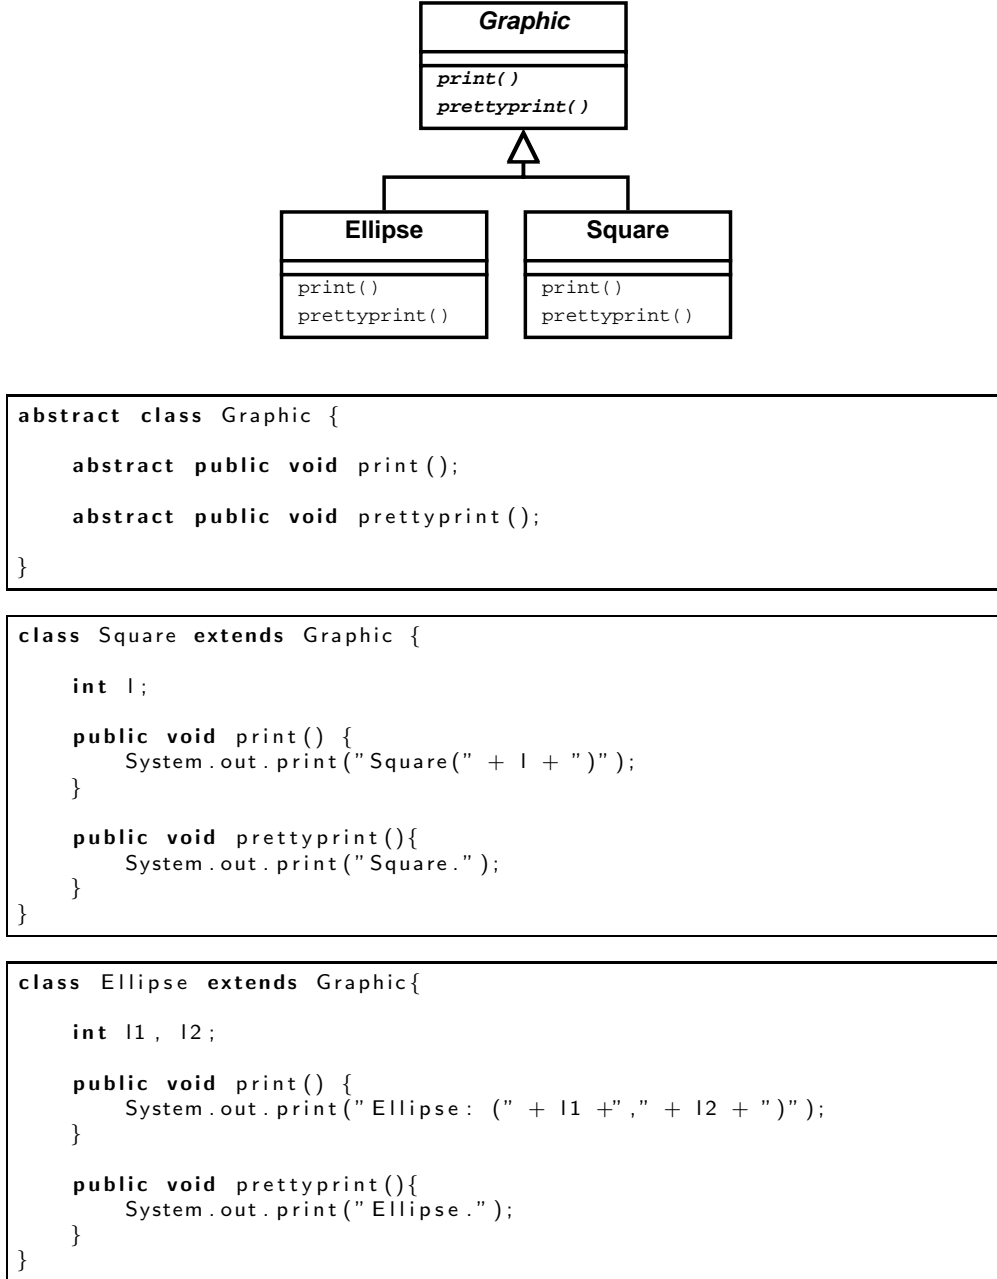 Graphic
print()
prettyprint()
Ellipse
Square
print()
prettyprint()
print()
prettyprint()
abstract class Graphic {
abstract public void print();
abstract public void prettyprint();
}
class Square extends Graphic {
int l;
public void print() {
System.out.print("Square(" + l + ")");
}
public void prettyprint(){
System.out.print("Square.");
}
}
class Ellipse extends Graphic{
int l1, l2;
public void print() {
System.out.print("Ellipse: (" + l1 +"," + l2 + ")");
}
public void prettyprint(){
System.out.print("Ellipse.");
}
}